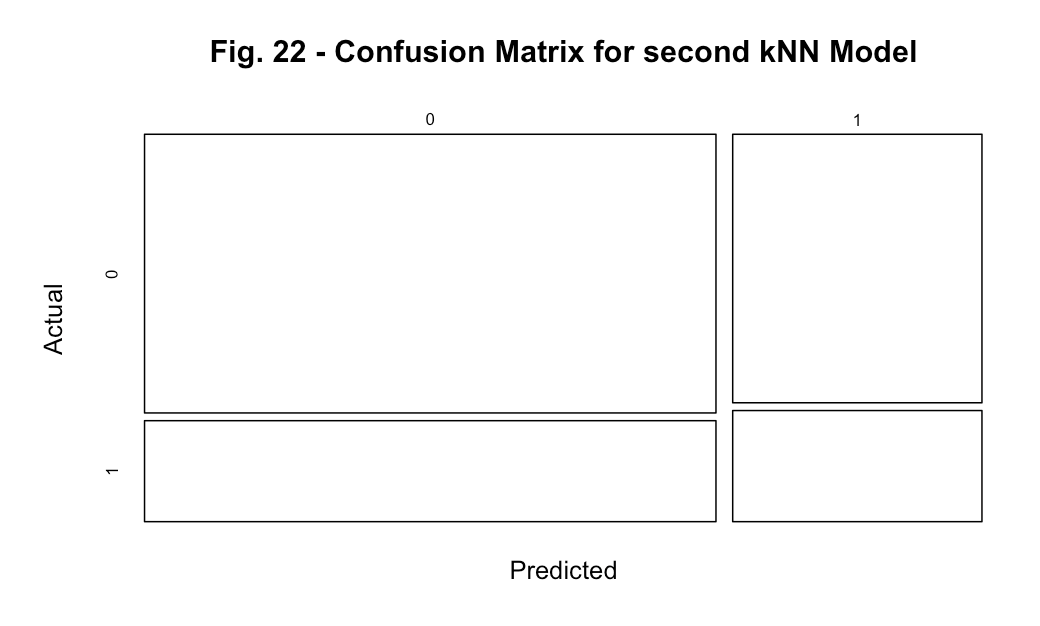 Fig. 22 - Confusion Matrix for second kNN Model
0
1
Actual
0
1
Predicted